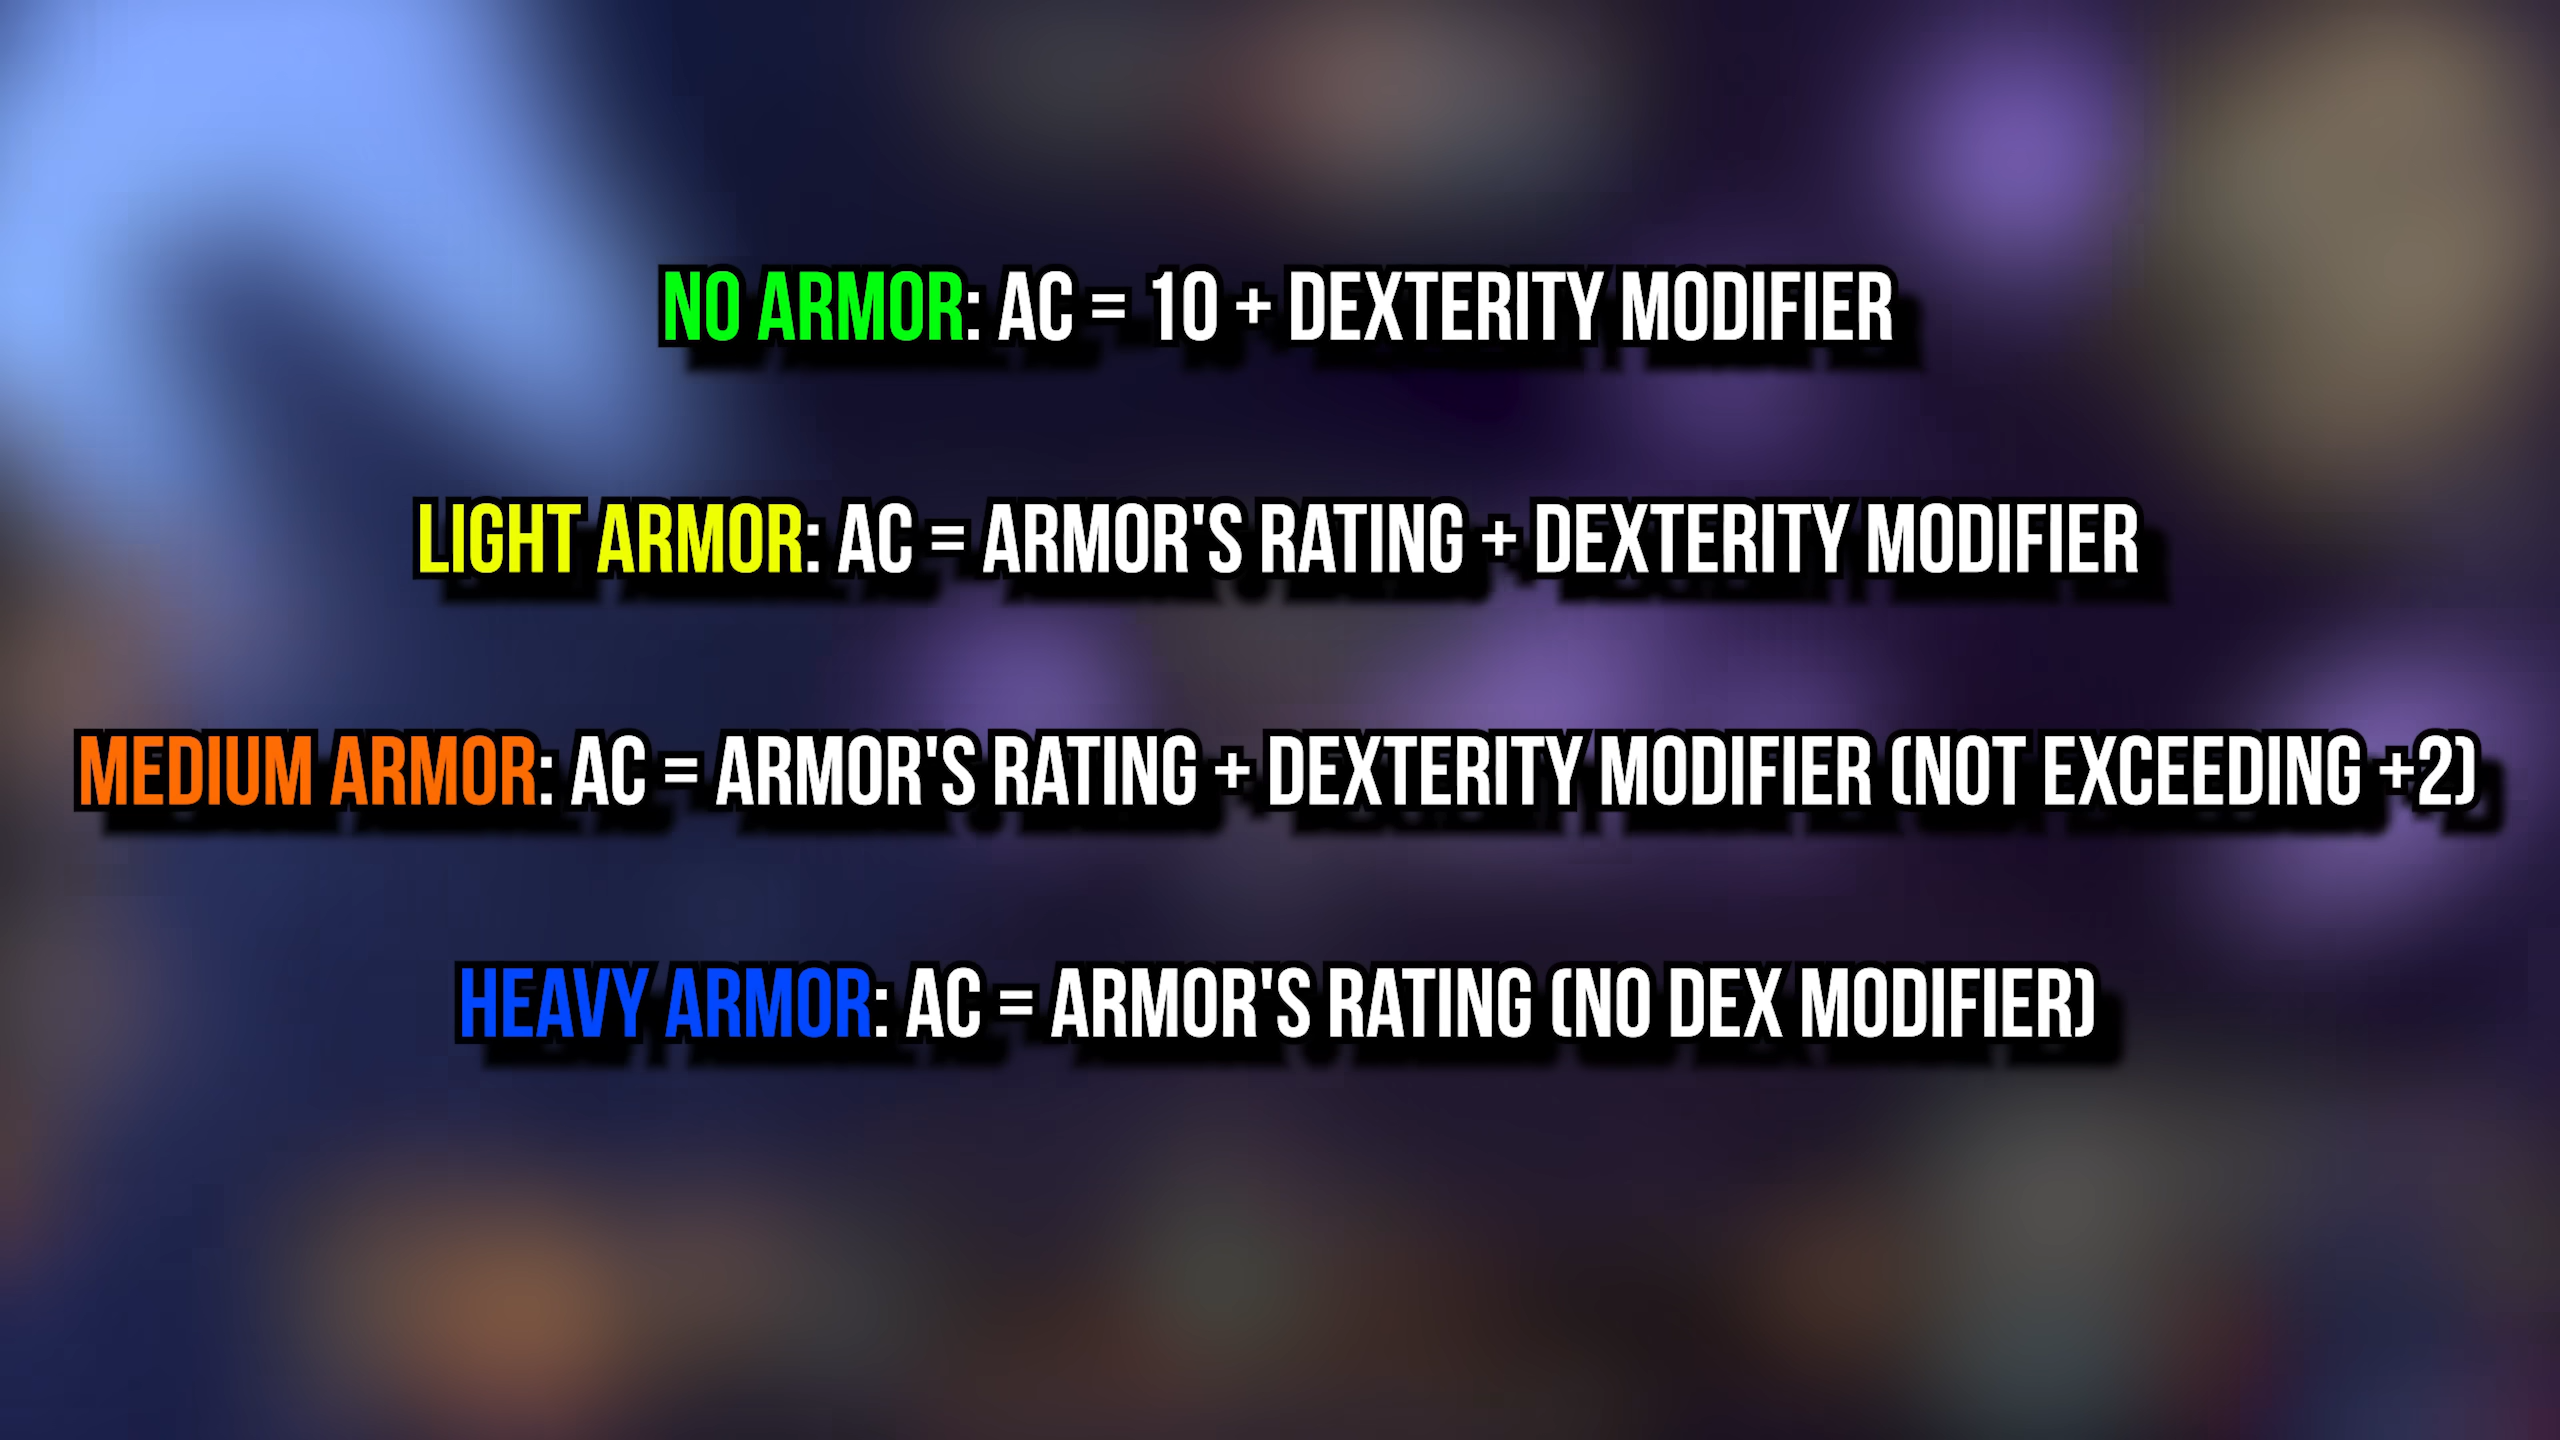 NO ARMOR: AC = 10 + DEXTERITY MODIFIER
LIGHT ARMOR: AC = ARMOR'S RATING + DEXTERITY MODIFIER
MEDIUM ARMOR: AC = ARMOR'S RATING + DEXTERITY MODIFIER (NOT EXCEEDING +2)
HEAVY ARMOR: AC = ARMOR'S RATING (NO DEX MODIFIER)